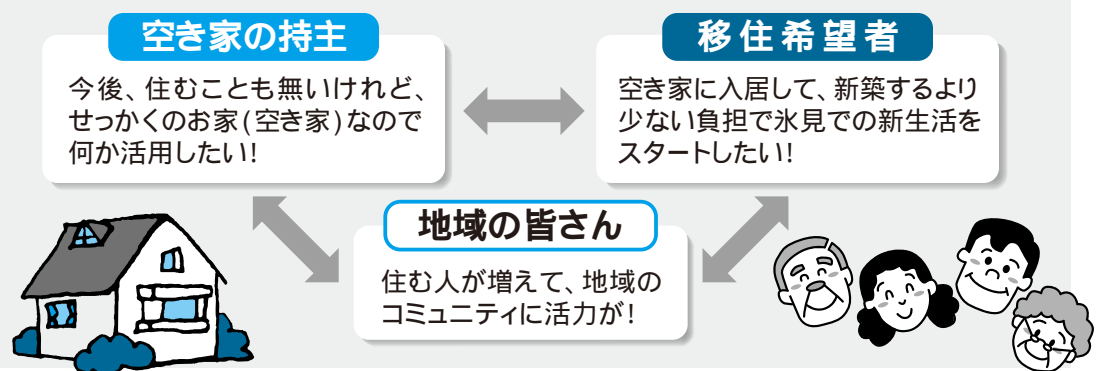 空き家の持主
今後、住むことも無いけれど、
せっかくのお家(空き家)なので
何か活用したい!
移住希望者
空き家に入居して、新築するより
少ない負担で氷見での新生活を
スタートしたい!
地域の皆さん
住む人が増えて、地域の
コミュニティに活力が!